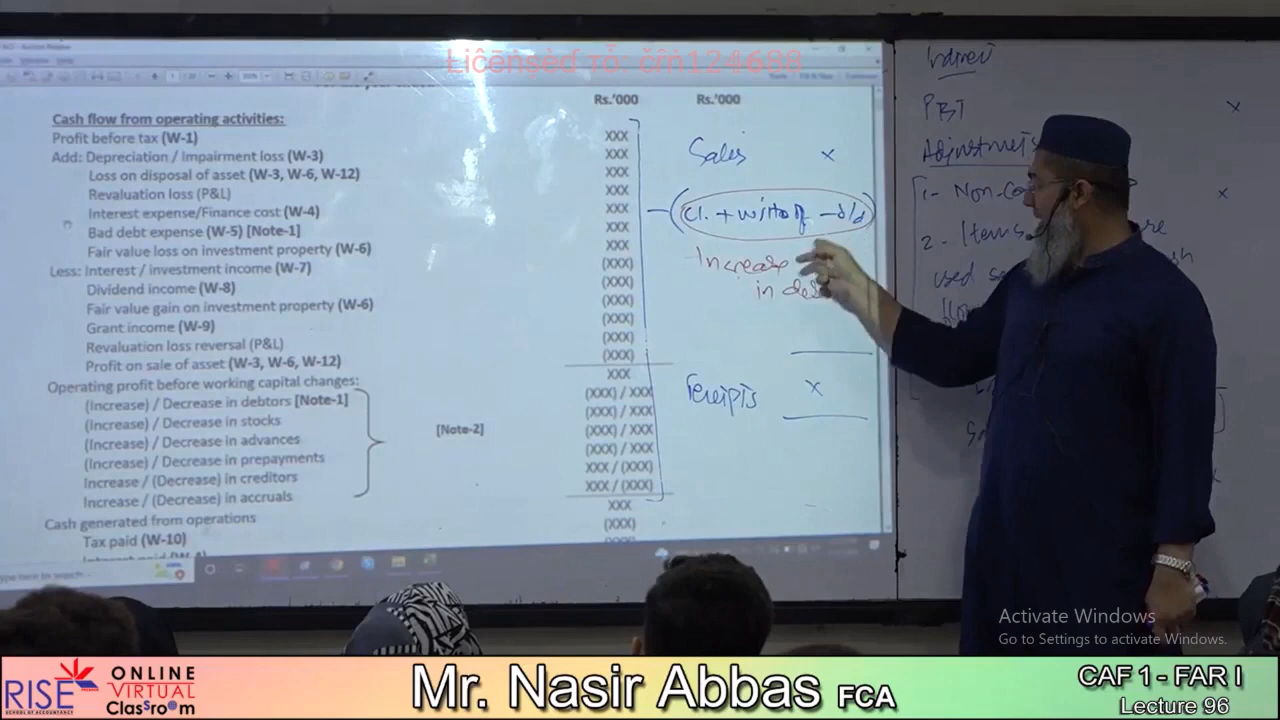 Licensed to: crn124688
Rs.'000 Rs.'000
Cash flow from operating activities:
Profit before tax (W-1) XXX
Add: Depreciation / Impairment loss (W-3) XXX
Loss on disposal of asset (W-3, W-6, W-12) XXX
Revaluation loss (P&L) XXX
Interest expense/Finance cost (W-4) XXX
Bad debt expense (W-5) [Note-1] XXX
Fair value loss on investment property (W-6) XXX
Less: Interest / investment income (W-7) (XXX)
Dividend income (W-8) (XXX)
Fair value gain on investment property (W-6) (XXX)
Grant income (W-9) (XXX)
Revaluation loss reversal (P&L) (XXX)
Profit on sale of asset (W-3, W-6, W-12) (XXX)
Operating profit before working capital changes: XXX
(Increase) / Decrease in debtors [Note-1] (XXX) / XXX
(Increase) / Decrease in stocks (XXX) / XXX
(Increase) / Decrease in advances (XXX) / XXX
(Increase) / Decrease in prepayments (XXX) / XXX
Increase / (Decrease) in creditors XXX / (XXX)
Increase / (Decrease) in accruals XXX / (XXX)
[Note-2]
Cash generated from operations XXX
Tax paid (W-10) (XXX)
Sales x
Increase
in
receipts x
Indirect
PBT x
Adjustments
1- Non-
2- Items
used
Activate Windows
Go to Settings to activate Windows.
RISE
PREMIER
SCHOOL OF ACCOUNTANCY
ONLINE
VIRTUAL
Classroom
Mr. Nasir Abbas FCA
CAF 1 - FAR I
Lecture 96